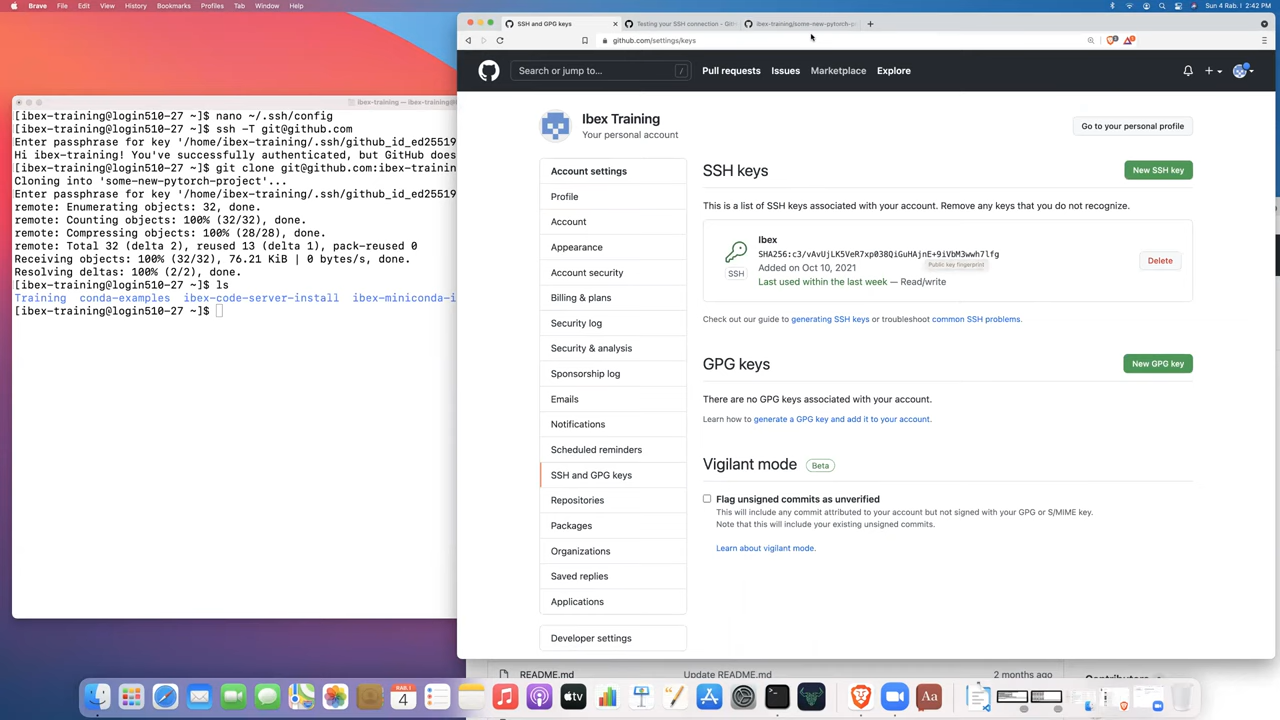 Brave File Edit View History Bookmarks Profiles Tab Window Help
Sun 4 Rab. I 2:42 PM
SSH and GPG keys
Testing your SSH connection - Git
ibex-training/some-new-pytorch-pr
github.com/settings/keys
ibex-training — ibex-training@l
[ibex-training@login510-27 ~]$ nano ~/.ssh/config
[ibex-training@login510-27 ~]$ ssh -T git@github.com
Enter passphrase for key '/home/ibex-training/.ssh/github_id_ed25519
Hi ibex-training! You've successfully authenticated, but GitHub does
[ibex-training@login510-27 ~]$ git clone git@github.com:ibex-training
Cloning into 'some-new-pytorch-project'...
Enter passphrase for key '/home/ibex-training/.ssh/github_id_ed25519
remote: Enumerating objects: 32, done.
remote: Counting objects: 100% (32/32), done.
remote: Compressing objects: 100% (28/28), done.
remote: Total 32 (delta 2), reused 13 (delta 1), pack-reused 0
Receiving objects: 100% (32/32), 76.21 KiB | 0 bytes/s, done.
Resolving deltas: 100% (2/2), done.
[ibex-training@login510-27 ~]$ ls
Training conda-examples ibex-code-server-install ibex-miniconda-i
[ibex-training@login510-27 ~]$
Search or jump to... /
Pull requests Issues Marketplace Explore
Ibex Training
Your personal account
Go to your personal profile
Account settings
Profile
Account
Appearance
Account security
Billing & plans
Security log
Security & analysis
Sponsorship log
Emails
Notifications
Scheduled reminders
SSH and GPG keys
Repositories
Packages
Organizations
Saved replies
Applications
Developer settings
SSH keys
New SSH key
This is a list of SSH keys associated with your account. Remove any keys that you do not recognize.
Ibex
SHA256:c3/vAvUjLK5VeR7xp038QiGuHAjnE+9iVbM3wwh7lfg
Public key fingerprint
SSH
Added on Oct 10, 2021
Last used within the last week — Read/write
Delete
Check out our guide to generating SSH keys or troubleshoot common SSH problems.
GPG keys
New GPG key
There are no GPG keys associated with your account.
Learn how to generate a GPG key and add it to your account.
Vigilant mode Beta
Flag unsigned commits as unverified
This will include any commit attributed to your account but not signed with your GPG or S/MIME key.
Note that this will include your existing unsigned commits.
Learn about vigilant mode.
README.md Update README.md 2 months ago
4
Aa